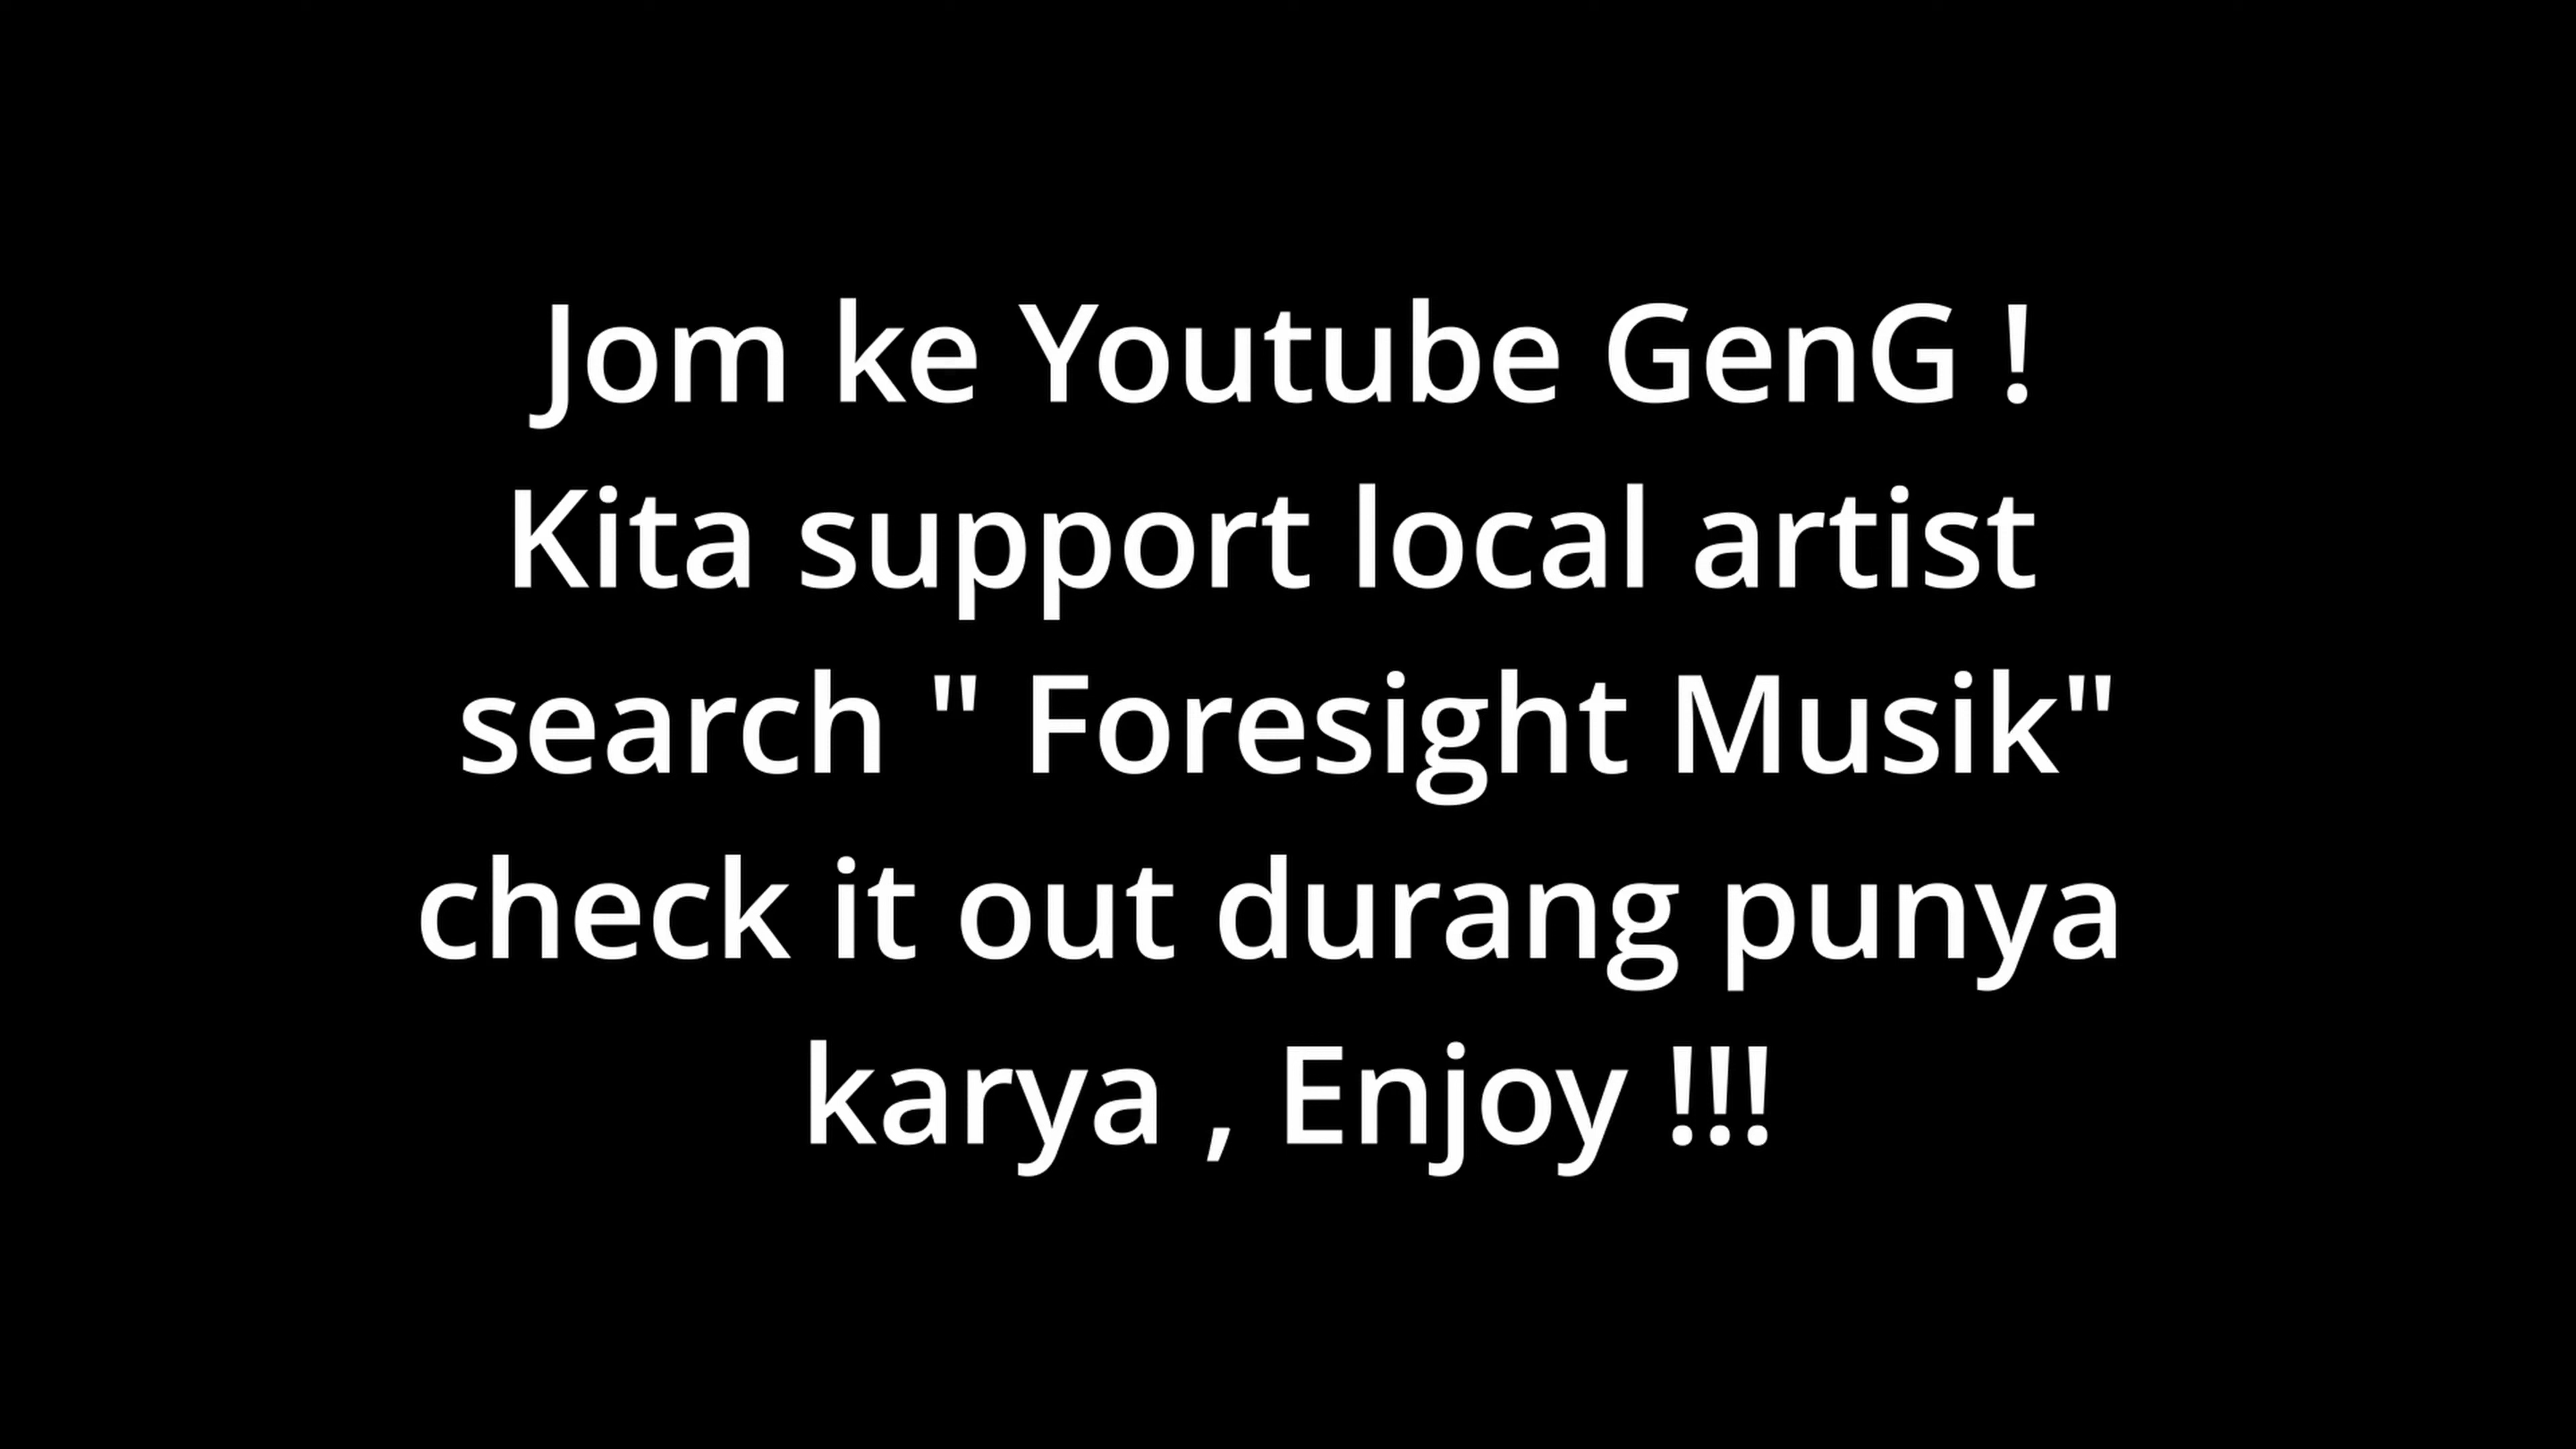 Jom ke Youtube GenG !
Kita support local artist
search " Foresight Musik"
check it out durang punya
karya , Enjoy !!!